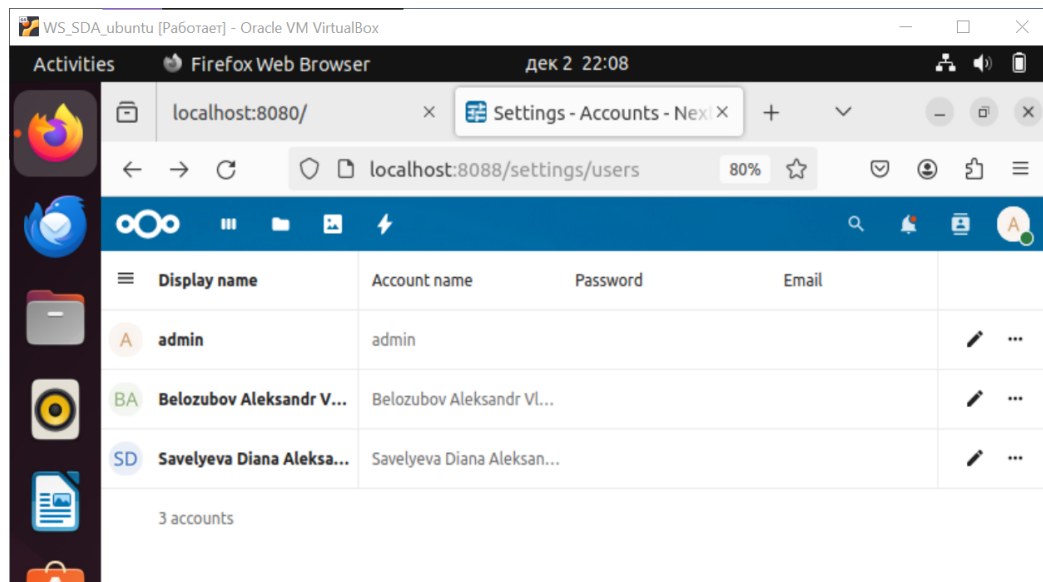 WS_SDA_ubuntu [Работает] - Oracle VM VirtualBox
Activities Firefox Web Browser дек 2 22:08
localhost:8080/ Settings - Accounts - Nex
localhost:8088/settings/users 80%
A
Display name Account name Password Email
A admin admin
BA Belozubov Aleksandr V... Belozubov Aleksandr Vl...
SD Savelyeva Diana Aleksa... Savelyeva Diana Aleksan...
3 accounts